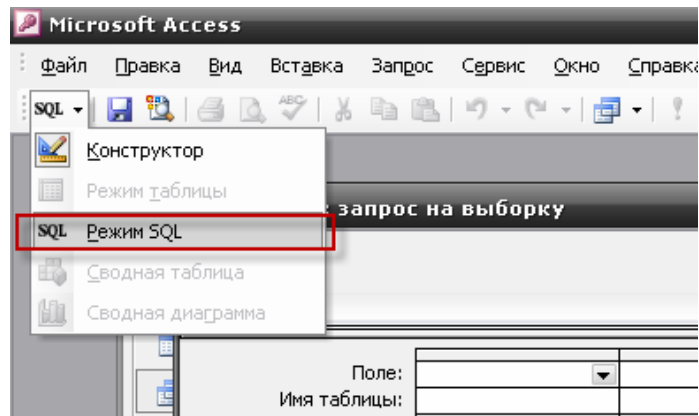 Microsoft Access
Файл Правка Вид Вставка Запрос Сервис Окно Справка
SQL ABC
Конструктор
Режим таблицы
запрос на выборку
SQL Режим SQL
Сводная таблица
Сводная диаграмма
Поле:
Имя таблицы: